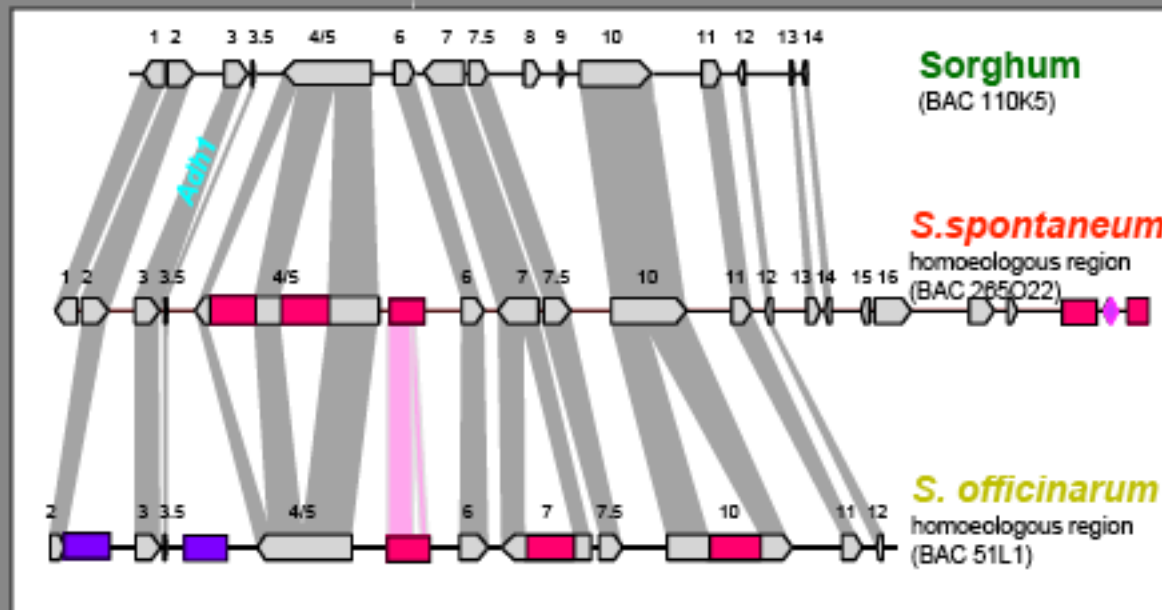 1 2 3 3.5 4/5 6 7 7.5 8 9 10 11 12 13 14
Sorghum
(BAC 110K5)
Adh1
S.spontaneum
homoeologous region
(BAC 265O22)
1 2 3 3.5 4/5 6 7 7.5 10 11 12 13 14 15 16
S. officinarum
homoeologous region
(BAC 51L1)
2 3 3.5 4/5 6 7 7.5 10 11 12